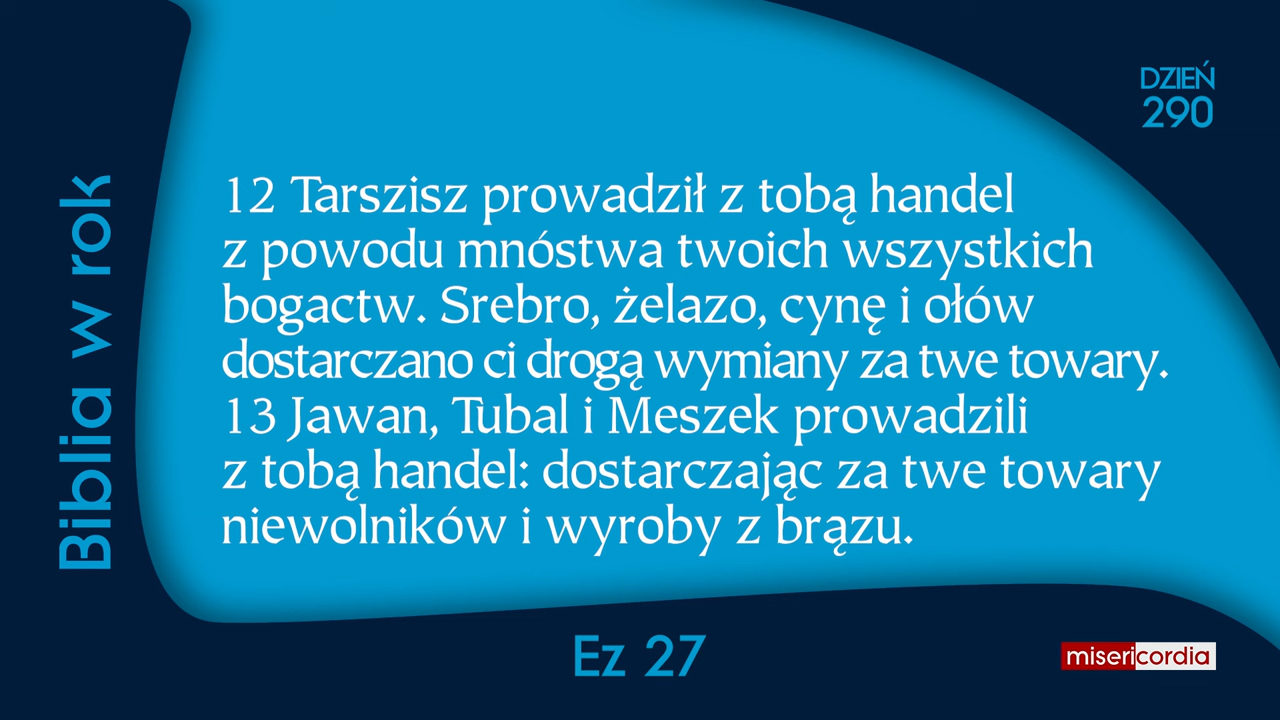 DZIEŃ
290
Biblia w rok
12 Tarszisz prowadził z tobą handel
z powodu mnóstwa twoich wszystkich
bogactw. Srebro, żelazo, cynę i ołów
dostarczano ci drogą wymiany za twe towary.
13 Jawan, Tubal i Meszek prowadzili
z tobą handel: dostarczając za twe towary
niewolników i wyroby z brązu.
Ez 27
misericordia